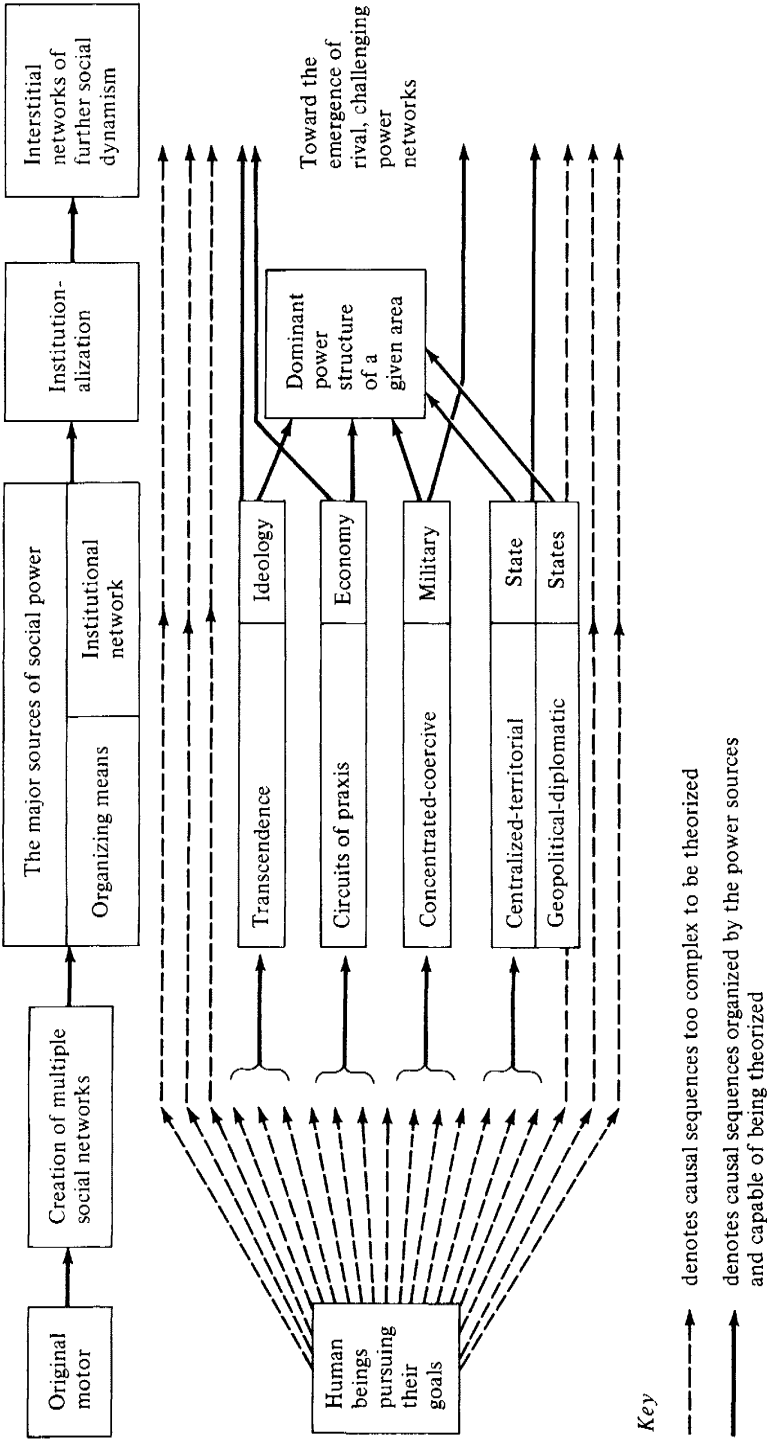 Original
motor
Creation of multiple
social networks
The major sources of social power
Organizing means
Institutional
network
Institution-
alization
Interstitial
networks of
further social
dynamism
Human
beings
pursuing
their
goals
Transcendence
Ideology
Circuits of praxis
Economy
Concentrated-coercive
Military
Centralized-territorial
State
Geopolitical-diplomatic
States
Dominant
power
structure
of a
given area
Toward the
emergence of
rival, challenging
power
networks
Key
denotes causal sequences too complex to be theorized
denotes causal sequences organized by the power sources
and capable of being theorized